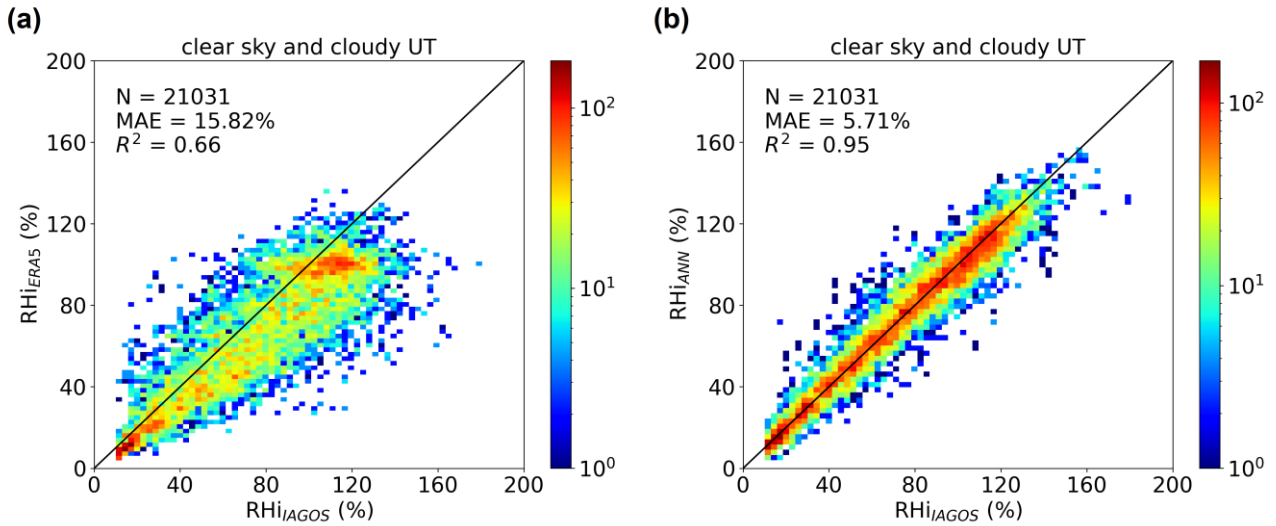 (a)
clear sky and cloudy UT
N = 21031
MAE = 15.82%
R² = 0.66
RHi_ERA5 (%)
200
160
120
80
40
0
0 40 80 120 160 200
RHi_IAGOS (%)
10²
10¹
10⁰
(b)
clear sky and cloudy UT
N = 21031
MAE = 5.71%
R² = 0.95
RHi_ANN (%)
200
160
120
80
40
0
0 40 80 120 160 200
RHi_IAGOS (%)
10²
10¹
10⁰